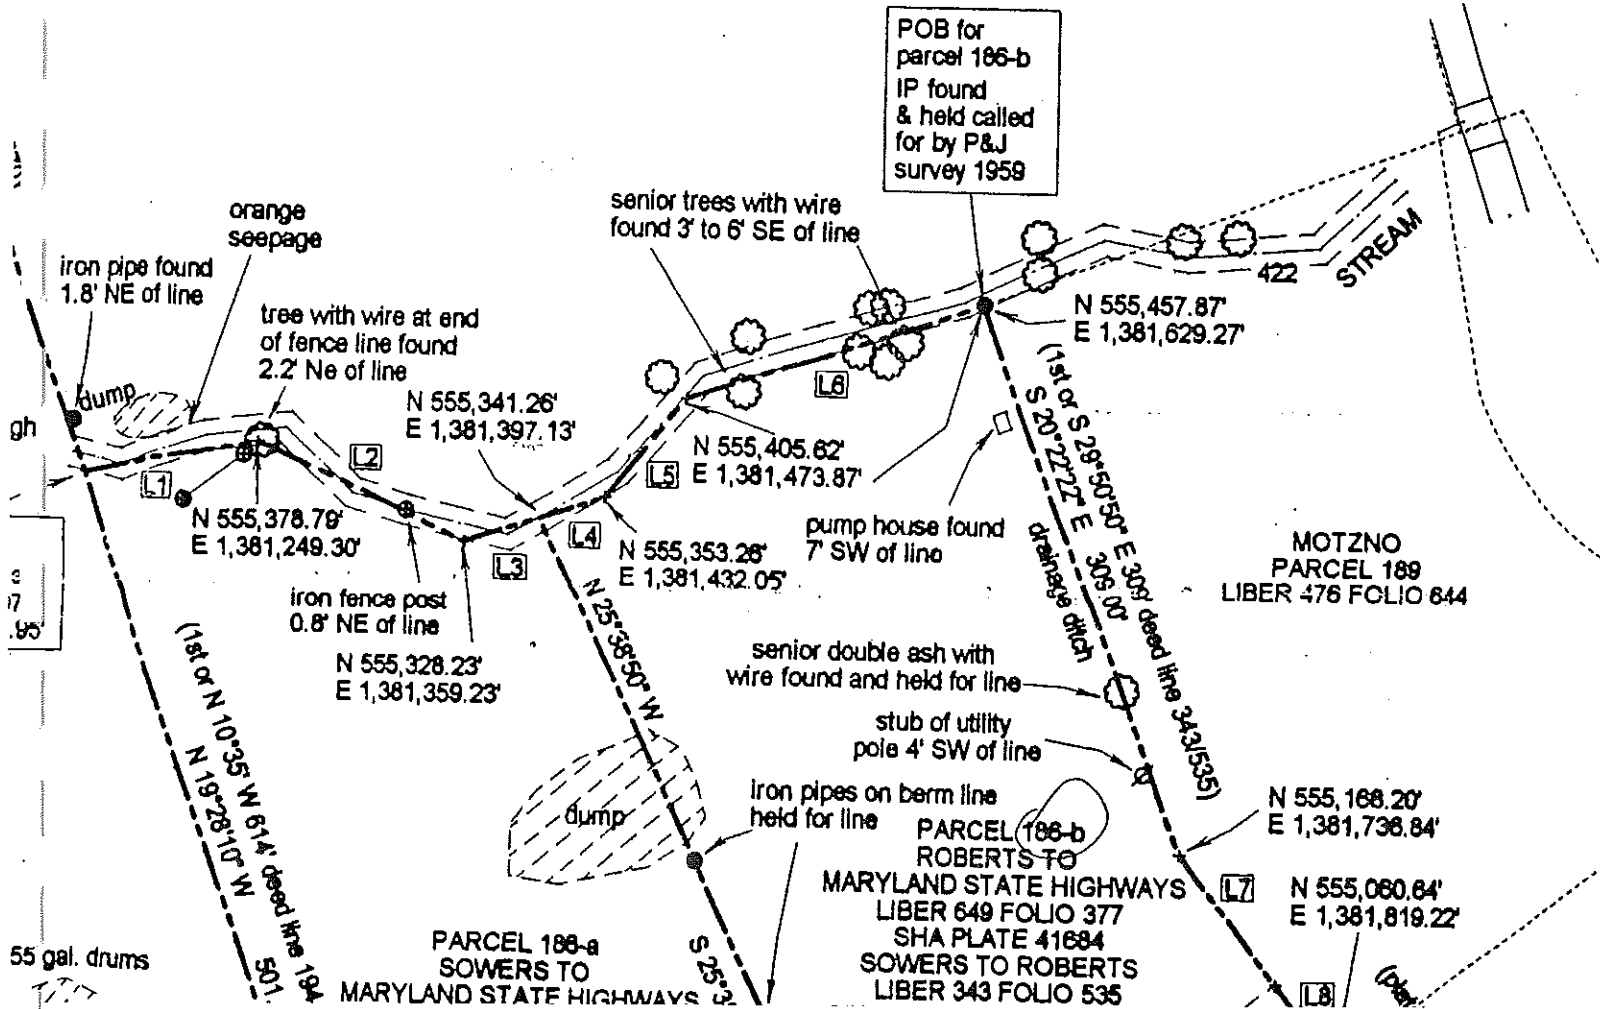 POB for
parcel 186-b
IP found
& held called
for by P&J
survey 1959
senior trees with wire
found 3' to 6' SE of line
orange
seepage
iron pipe found
1.8' NE of line
tree with wire at end
of fence line found
2.2' Ne of line
dump
gh
STREAM
422
N 555,457.87'
E 1,381,629.27'
N 555,341.26'
E 1,381,397.13'
L6
L2
L1
L5
L4
L3
N 555,405.62'
E 1,381,473.87'
N 555,378.79'
E 1,381,249.30'
pump house found
7' SW of line
N 555,353.26'
E 1,381,432.05'
(1st or S 29°50'50" E 309' deed line 343/535)
S 20°22'22" E 309.00'
drainage ditch
MOTZNO
PARCEL 189
LIBER 476 FOLIO 644
iron fence post
0.8' NE of line
N 555,328.23'
E 1,381,359.23'
N 25°38'50" W
senior double ash with
wire found and held for line
stub of utility
pole 4' SW of line
(1st or N 10°35' W 614' deed line 194
N 19°28'10" W
501.
dump
iron pipes on berm line
held for line
N 555,168.20'
E 1,381,736.84'
PARCEL 186-b
ROBERTS TO
MARYLAND STATE HIGHWAYS
LIBER 649 FOLIO 377
SHA PLATE 41684
SOWERS TO ROBERTS
LIBER 343 FOLIO 535
L7
N 555,060.64'
E 1,381,819.22'
L8
PARCEL 186-a
SOWERS TO
MARYLAND STATE HIGHWAYS
S 25°3
55 gal. drums